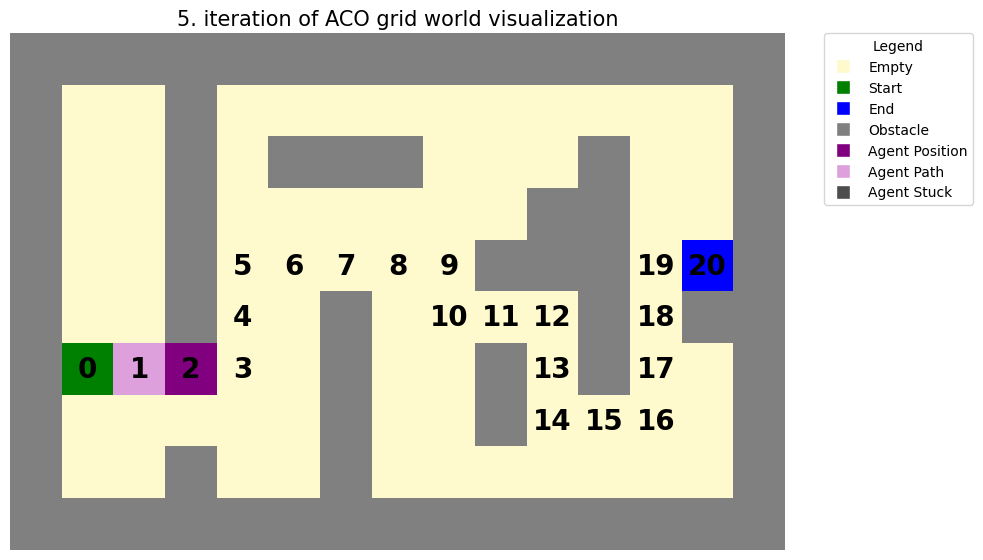 5. iteration of ACO grid world visualization
Legend
Empty
Start
End
Obstacle
Agent Position
Agent Path
Agent Stuck
5 6 7 8 9 19 20
4 10 11 12 18
0 1 2 3 13 17
14 15 16